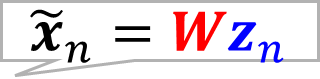 x̃ₙ = Wzₙ